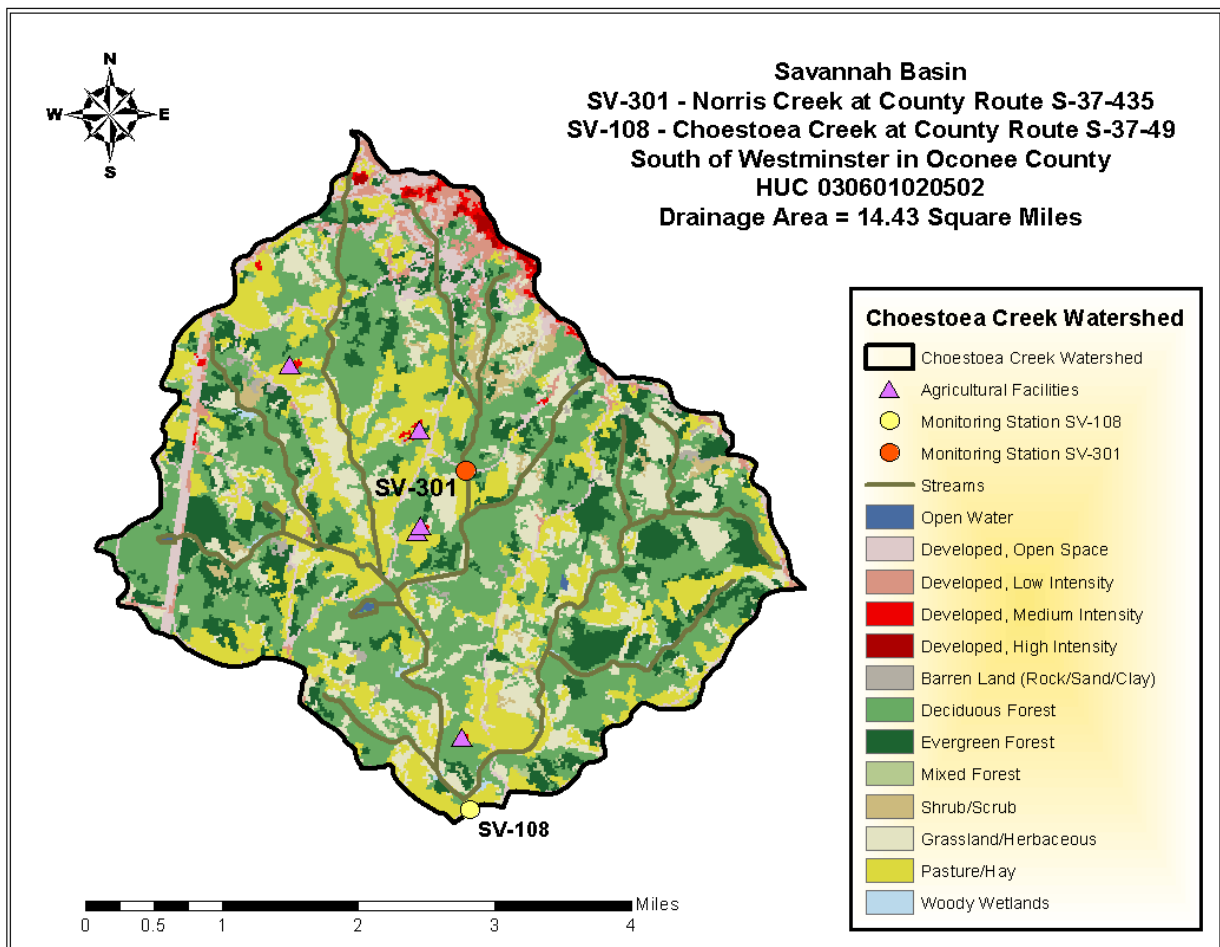 N
W E
S
Savannah Basin
SV-301 - Norris Creek at County Route S-37-435
SV-108 - Choestoea Creek at County Route S-37-49
South of Westminster in Oconee County
HUC 030601020502
Drainage Area = 14.43 Square Miles
SV-301
SV-108
Choestoea Creek Watershed
Choestoea Creek Watershed
Agricultural Facilities
Monitoring Station SV-108
Monitoring Station SV-301
Streams
Open Water
Developed, Open Space
Developed, Low Intensity
Developed, Medium Intensity
Developed, High Intensity
Barren Land (Rock/Sand/Clay)
Deciduous Forest
Evergreen Forest
Mixed Forest
Shrub/Scrub
Grassland/Herbaceous
Pasture/Hay
Woody Wetlands
Miles
0 0.5 1 2 3 4